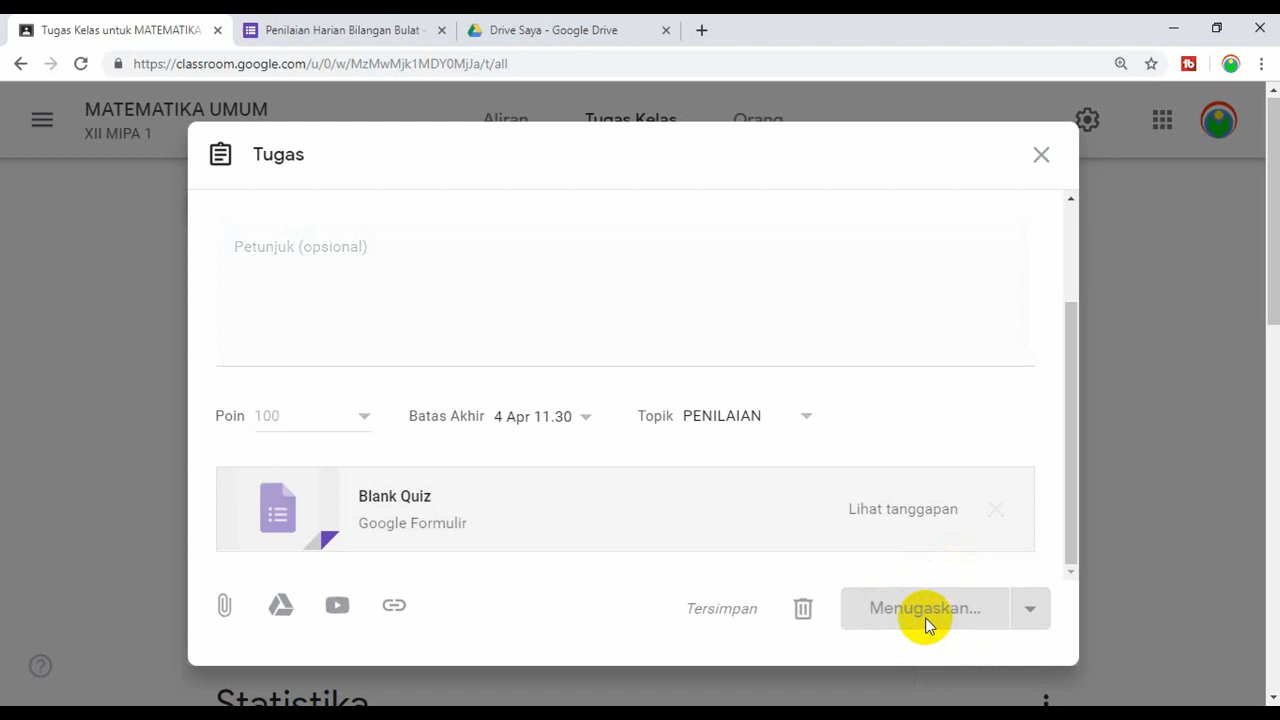 Tugas Kelas untuk MATEMATIKA
Penilaian Harian Bilangan Bulat -
Drive Saya - Google Drive
https://classroom.google.com/u/0/w/MzMwMjk1MDY0MjJa/t/all
MATEMATIKA UMUM
XII MIPA 1
Aliran
Tugas Kelas
Orang
Tugas
Petunjuk (opsional)
Poin 100
Batas Akhir 4 Apr 11.30
Topik PENILAIAN
Blank Quiz
Google Formulir
Lihat tanggapan
Tersimpan
Menugaskan...
Statistika